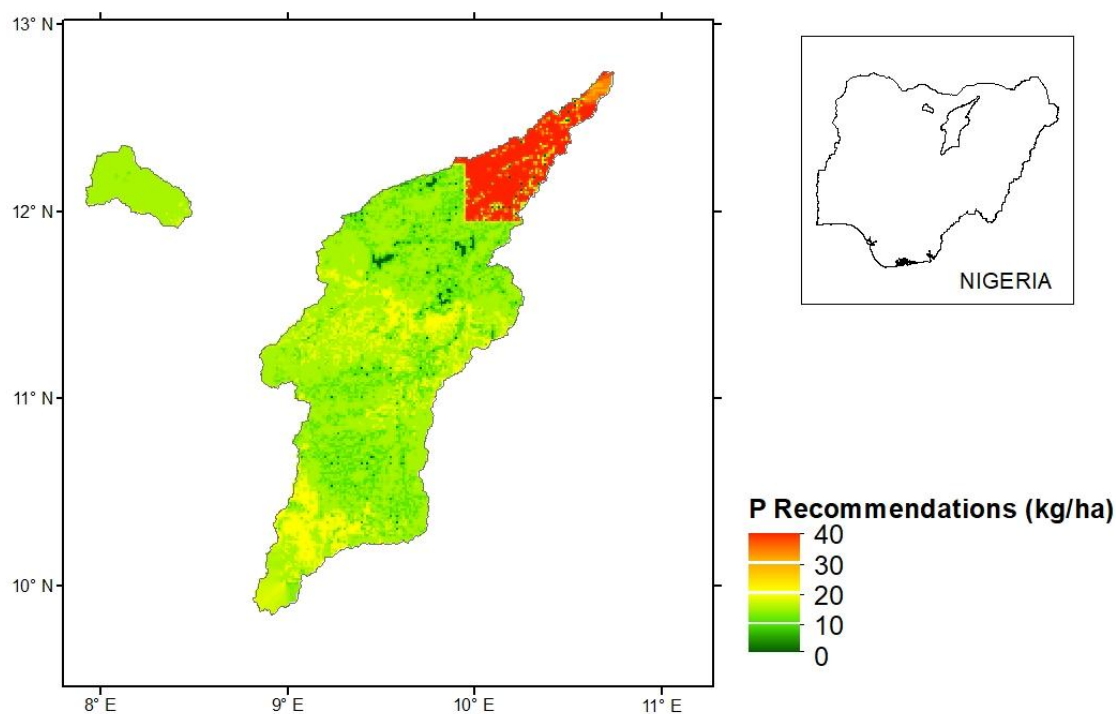 13° N
12° N
11° N
10° N
8° E
9° E
10° E
11° E
NIGERIA
P Recommendations (kg/ha)
40
30
20
10
0